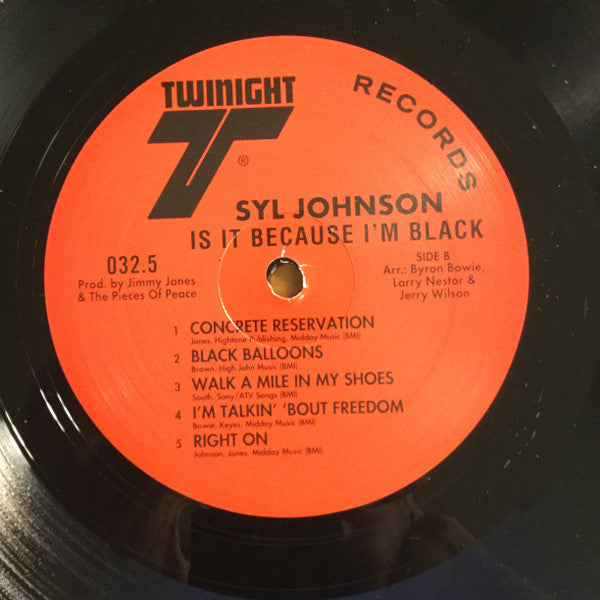 TWINIGHT
RECORDS
T®
SYL JOHNSON
IS IT BECAUSE I'M BLACK
032.5
Prod. by Jimmy Jones
& The Pieces Of Peace
SIDE B
Arr.: Byron Bowie,
Larry Nestor &
Jerry Wilson
1 CONCRETE RESERVATION
Jones. Hightone Publishing, Midday Music (BMI)
2 BLACK BALLOONS
Brown. High John Music (BMI)
3 WALK A MILE IN MY SHOES
South. Sony/ATV Songs (BMI)
4 I'M TALKIN' 'BOUT FREEDOM
Bowie, Keyes. Midday Music (BMI)
5 RIGHT ON
Johnson, Jones. Midday Music (BMI)